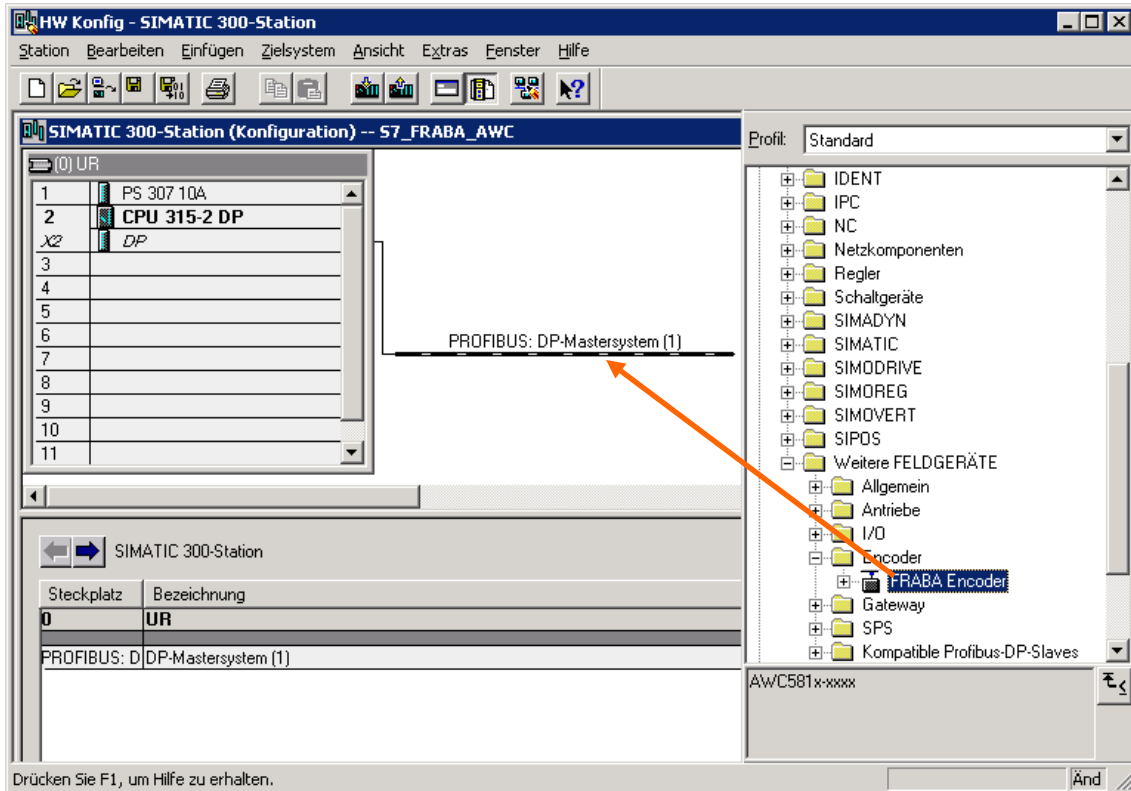 HW Konfig - SIMATIC 300-Station
Station Bearbeiten Einfügen Zielsystem Ansicht Extras Fenster Hilfe
SIMATIC 300-Station (Konfiguration) -- S7_FRABA_AWC
(0) UR
1 PS 307 10A
2 CPU 315-2 DP
X2 DP
3
4
5
6
7
8
9
10
11
PROFIBUS: DP-Mastersystem (1)
Profil: Standard
IDENT
IPC
NC
Netzkomponenten
Regler
Schaltgeräte
SIMADYN
SIMATIC
SIMODRIVE
SIMOREG
SIMOVERT
SIPOS
Weitere FELDGERÄTE
Allgemein
Antriebe
I/O
Encoder
FRABA Encoder
Gateway
SPS
Kompatible Profibus-DP-Slaves
AWC581x-xxxx
SIMATIC 300-Station
Steckplatz Bezeichnung
0 UR
PROFIBUS: D DP-Mastersystem (1)
Drücken Sie F1, um Hilfe zu erhalten.
Änd